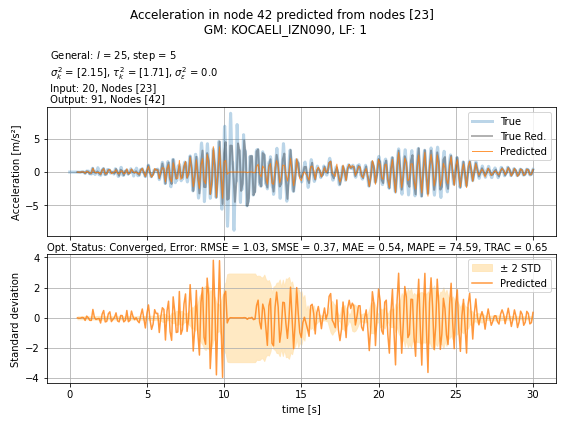 Acceleration in node 42 predicted from nodes [23]
GM: KOCAELI_IZN090, LF: 1
General: l = 25, step = 5
σ²ₖ = [2.15], τ²ₖ = [1.71], σ²ε = 0.0
Input: 20, Nodes [23]
Output: 91, Nodes [42]
Acceleration [m/s²]
5
0
−5
True
True Red.
Predicted
Opt. Status: Converged, Error: RMSE = 1.03, SMSE = 0.37, MAE = 0.54, MAPE = 74.59, TRAC = 0.65
Standard deviation
4
2
0
−2
−4
± 2 STD
Predicted
0 5 10 15 20 25 30
time [s]